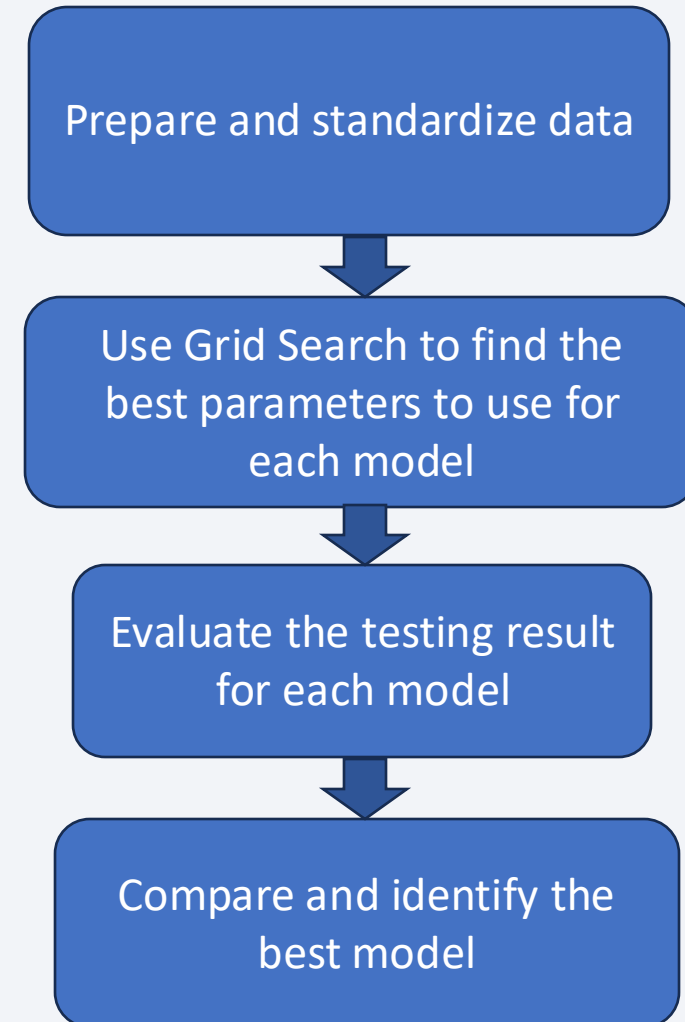 Prepare and standardize data
Use Grid Search to find the
best parameters to use for
each model
Evaluate the testing result
for each model
Compare and identify the
best model